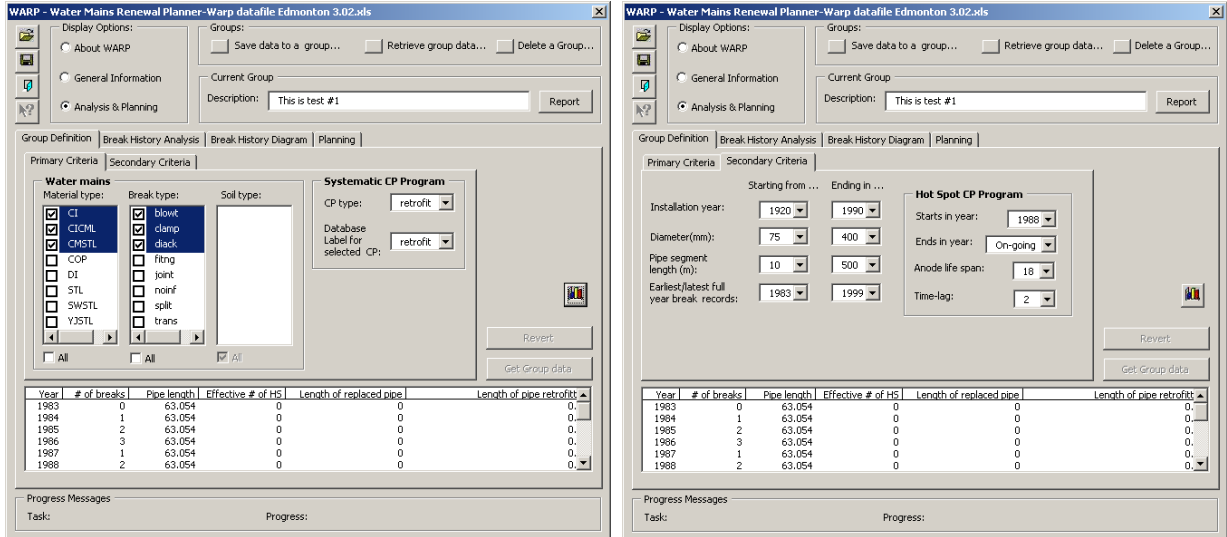 WARP - Water Mains Renewal Planner-Warp datafile Edmonton 3.02.xls
Display Options:
About WARP
General Information
Analysis & Planning
Groups:
Save data to a group...
Retrieve group data...
Delete a Group...
Current Group
Description: This is test #1
Report
Group Definition Break History Analysis Break History Diagram Planning
Primary Criteria Secondary Criteria
Water mains
Material type: Break type: Soil type:
CI blowt
CICML clamp
CMSTL diack
COP fitng
DI joint
STL noinf
SWSTL split
YJSTL trans
All All All
Systematic CP Program
CP type: retrofit
Database
Label for
selected CP: retrofit
Revert
Get Group data
Year # of breaks Pipe length Effective # of HS Length of replaced pipe Length of pipe retrofitt
1983 0 63.054 0 0 0.
1984 1 63.054 0 0 0.
1985 2 63.054 0 0 0.
1986 3 63.054 0 0 0.
1987 1 63.054 0 0 0.
1988 2 63.054 0 0 0.
Progress Messages
Task: Progress:
WARP - Water Mains Renewal Planner-Warp datafile Edmonton 3.02.xls
Display Options:
About WARP
General Information
Analysis & Planning
Groups:
Save data to a group...
Retrieve group data...
Delete a Group...
Current Group
Description: This is test #1
Report
Group Definition Break History Analysis Break History Diagram Planning
Primary Criteria Secondary Criteria
Starting from ... Ending in ...
Installation year: 1920 1990
Diameter(mm): 75 400
Pipe segment
length (m): 10 500
Earliest/latest full
year break records: 1983 1999
Hot Spot CP Program
Starts in year: 1988
Ends in year: On-going
Anode life span: 18
Time-lag: 2
Revert
Get Group data
Year # of breaks Pipe length Effective # of HS Length of replaced pipe Length of pipe retrofitt
1983 0 63.054 0 0 0.
1984 1 63.054 0 0 0.
1985 2 63.054 0 0 0.
1986 3 63.054 0 0 0.
1987 1 63.054 0 0 0.
1988 2 63.054 0 0 0.
Progress Messages
Task: Progress: